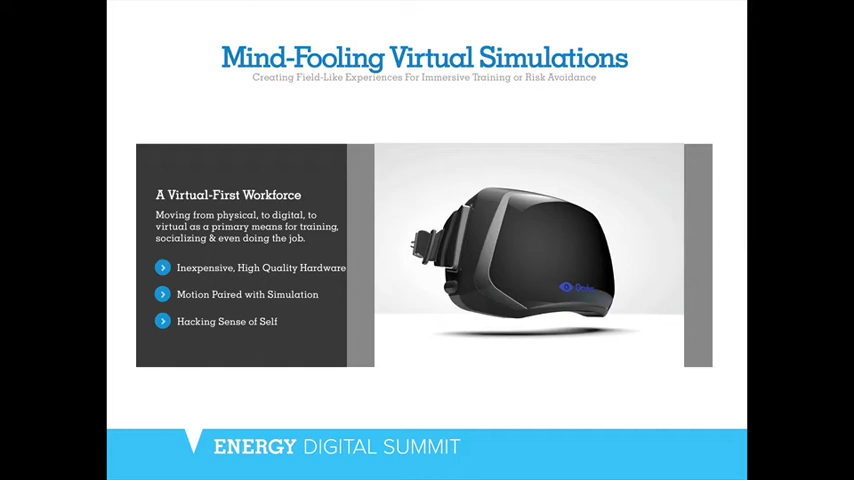 Mind-Fooling Virtual Simulations
Creating Field-Like Experiences For Immersive Training or Risk Avoidance
A Virtual-First Workforce
Moving from physical, to digital, to
virtual as a primary means for training,
socializing & even doing the job.
Inexpensive, High Quality Hardware
Motion Paired with Simulation
Hacking Sense of Self
ENERGY DIGITAL SUMMIT